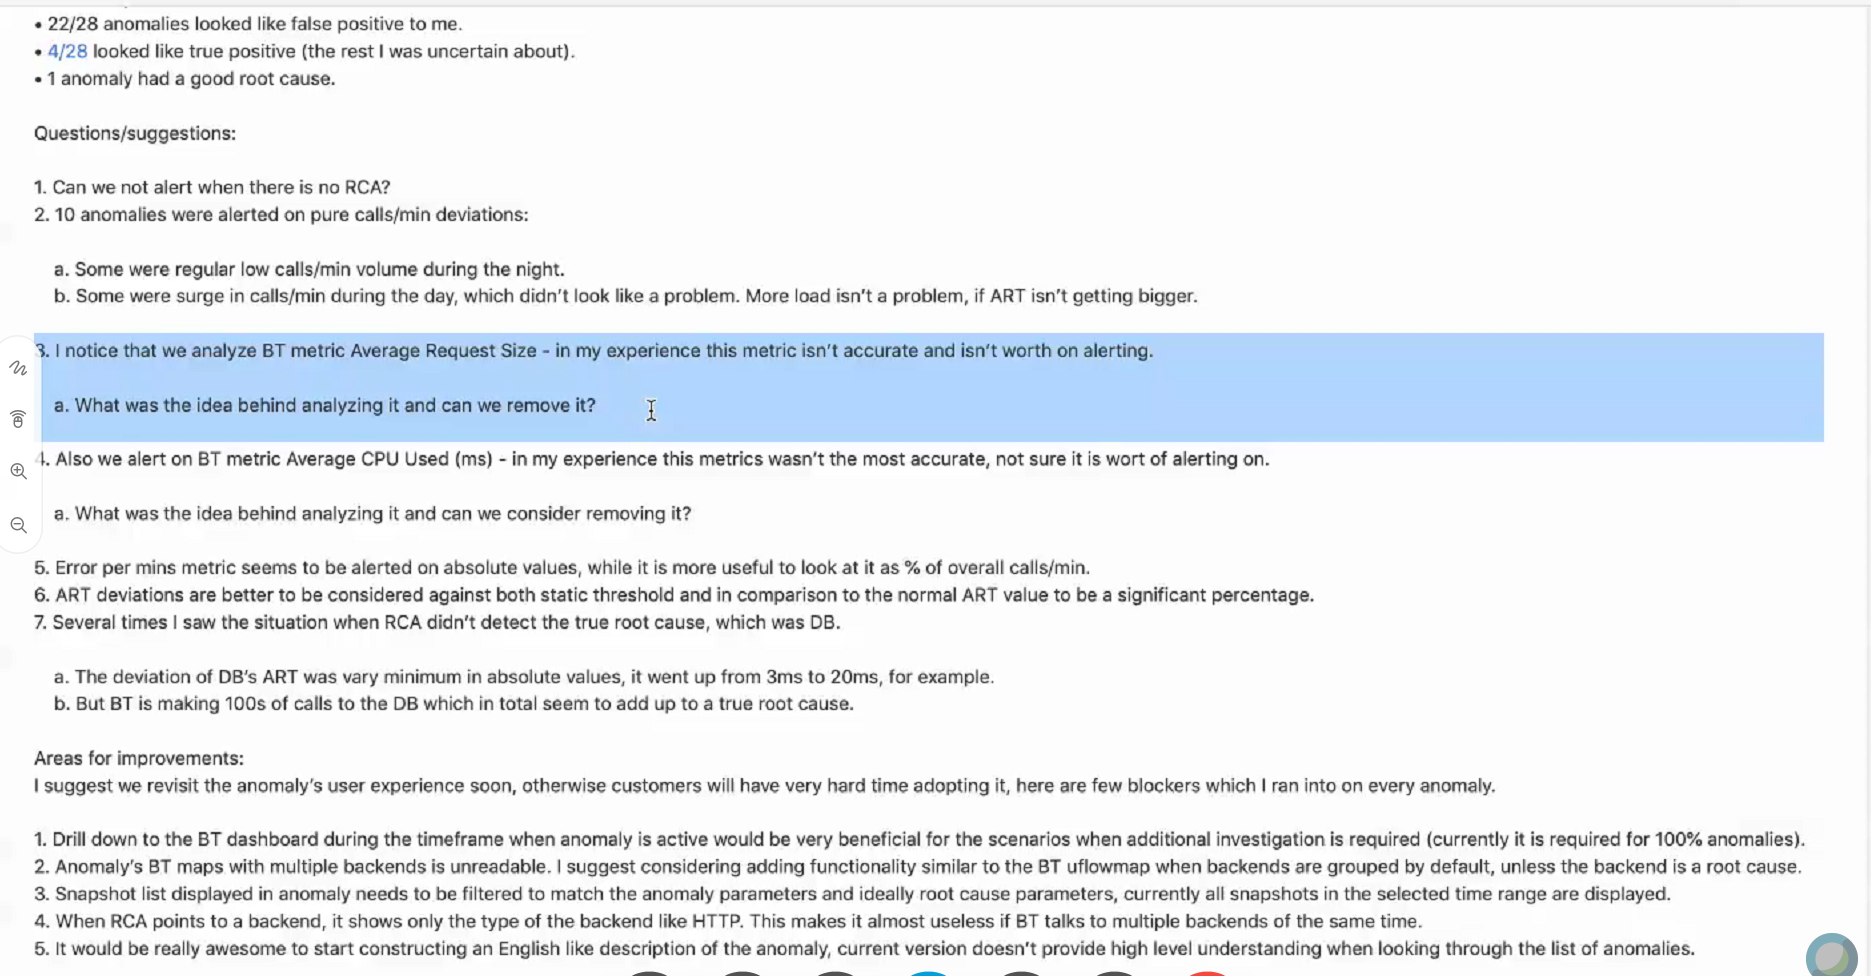 • 22/28 anomalies looked like false positive to me.
• 4/28 looked like true positive (the rest I was uncertain about).
• 1 anomaly had a good root cause.
Questions/suggestions:
1. Can we not alert when there is no RCA?
2. 10 anomalies were alerted on pure calls/min deviations:
a. Some were regular low calls/min volume during the night.
b. Some were surge in calls/min during the day, which didn't look like a problem. More load isn't a problem, if ART isn't getting bigger.
3. I notice that we analyze BT metric Average Request Size - in my experience this metric isn't accurate and isn't worth on alerting.
a. What was the idea behind analyzing it and can we remove it?
4. Also we alert on BT metric Average CPU Used (ms) - in my experience this metrics wasn't the most accurate, not sure it is wort of alerting on.
a. What was the idea behind analyzing it and can we consider removing it?
5. Error per mins metric seems to be alerted on absolute values, while it is more useful to look at it as % of overall calls/min.
6. ART deviations are better to be considered against both static threshold and in comparison to the normal ART value to be a significant percentage.
7. Several times I saw the situation when RCA didn't detect the true root cause, which was DB.
a. The deviation of DB's ART was vary minimum in absolute values, it went up from 3ms to 20ms, for example.
b. But BT is making 100s of calls to the DB which in total seem to add up to a true root cause.
Areas for improvements:
I suggest we revisit the anomaly's user experience soon, otherwise customers will have very hard time adopting it, here are few blockers which I ran into on every anomaly.
1. Drill down to the BT dashboard during the timeframe when anomaly is active would be very beneficial for the scenarios when additional investigation is required (currently it is required for 100% anomalies).
2. Anomaly's BT maps with multiple backends is unreadable. I suggest considering adding functionality similar to the BT uflowmap when backends are grouped by default, unless the backend is a root cause.
3. Snapshot list displayed in anomaly needs to be filtered to match the anomaly parameters and ideally root cause parameters, currently all snapshots in the selected time range are displayed.
4. When RCA points to a backend, it shows only the type of the backend like HTTP. This makes it almost useless if BT talks to multiple backends of the same time.
5. It would be really awesome to start constructing an English like description of the anomaly, current version doesn't provide high level understanding when looking through the list of anomalies.